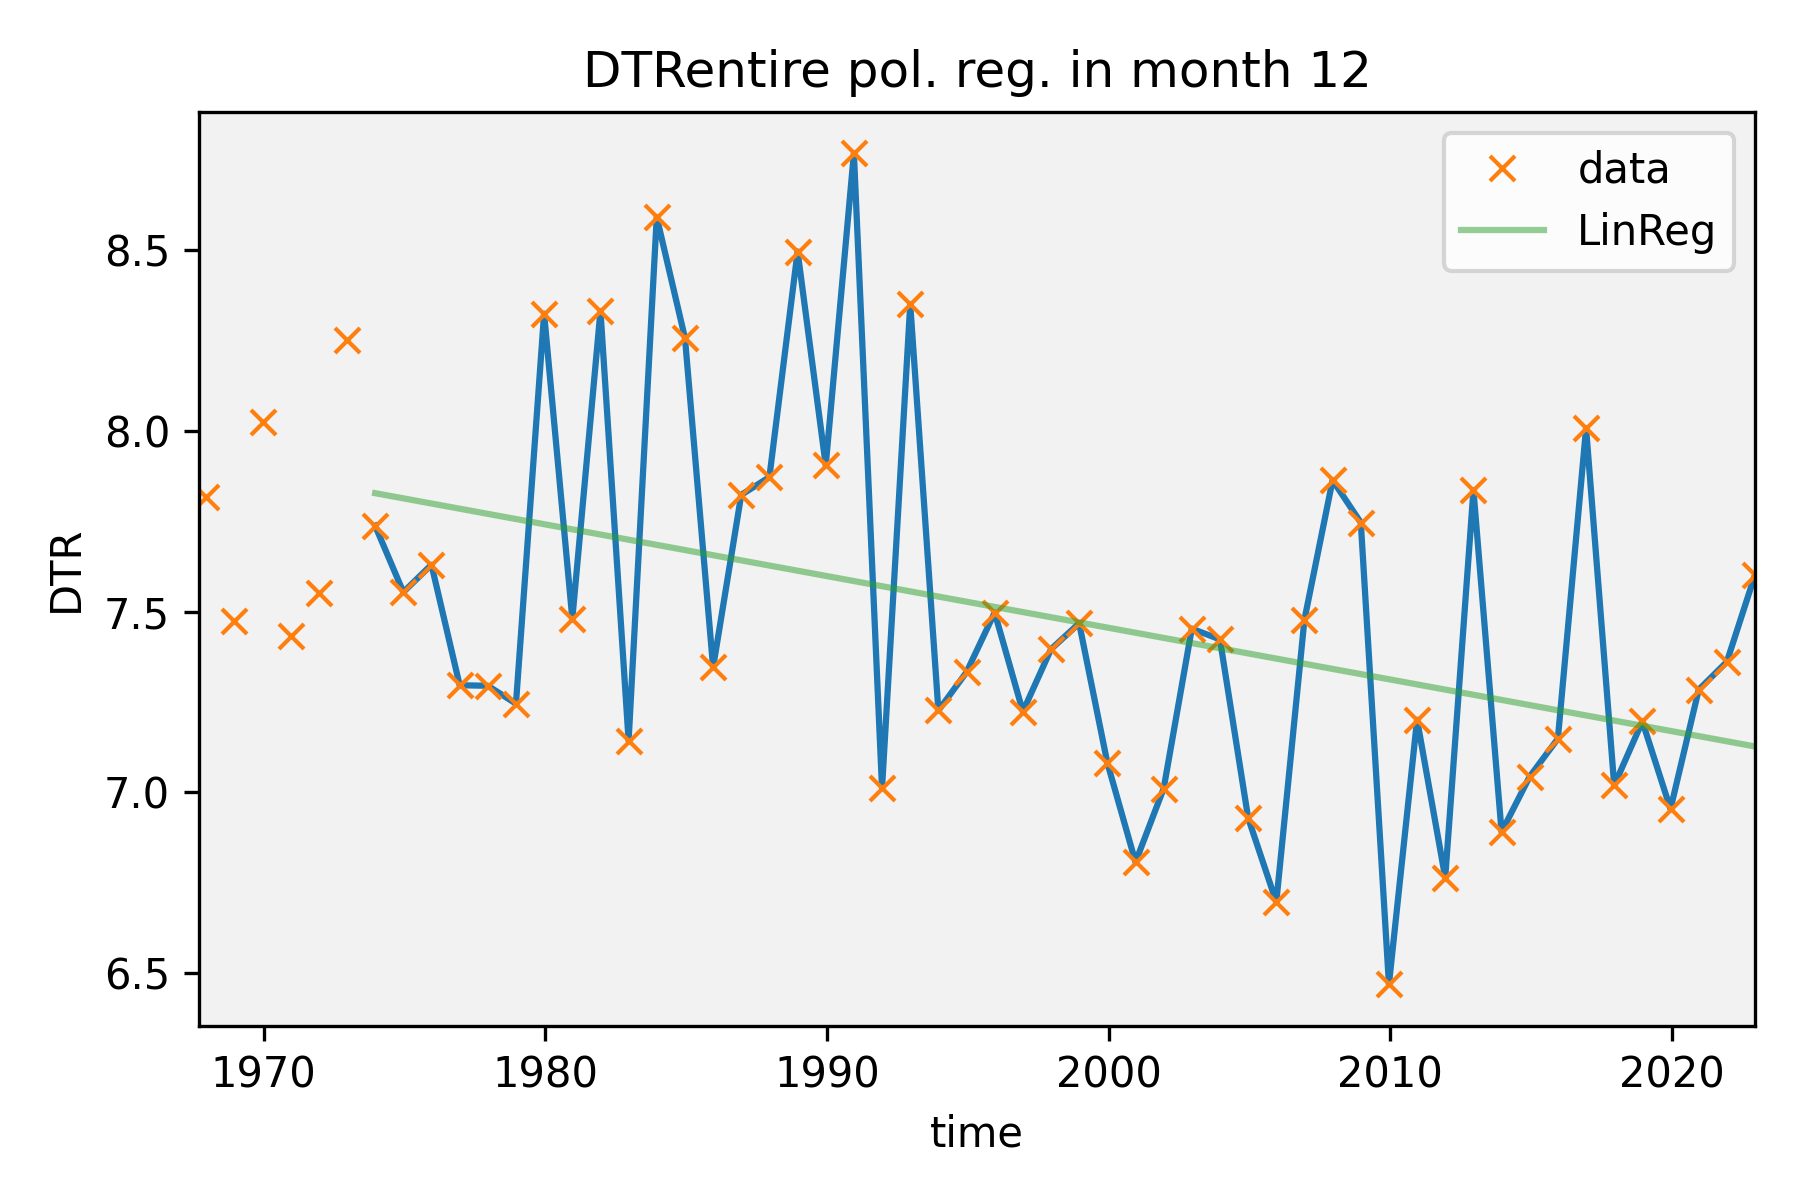 DTRentire pol. reg. in month 12
data
LinReg
DTR
8.5
8.0
7.5
7.0
6.5
1970 1980 1990 2000 2010 2020
time